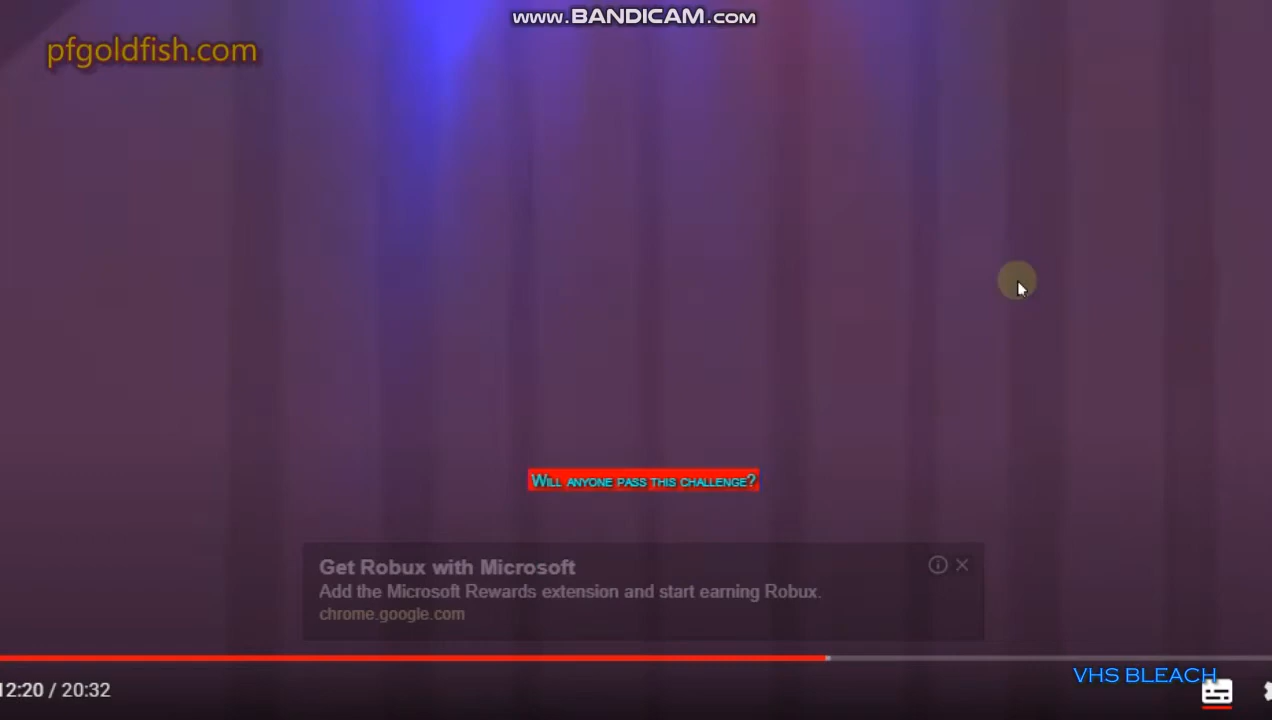 www.BANDICAM.com
pfgoldfish.com
Will anyone pass this challenge?
Get Robux with Microsoft
Add the Microsoft Rewards extension and start earning Robux.
chrome.google.com
VHS BLEACH
12:20 / 20:32